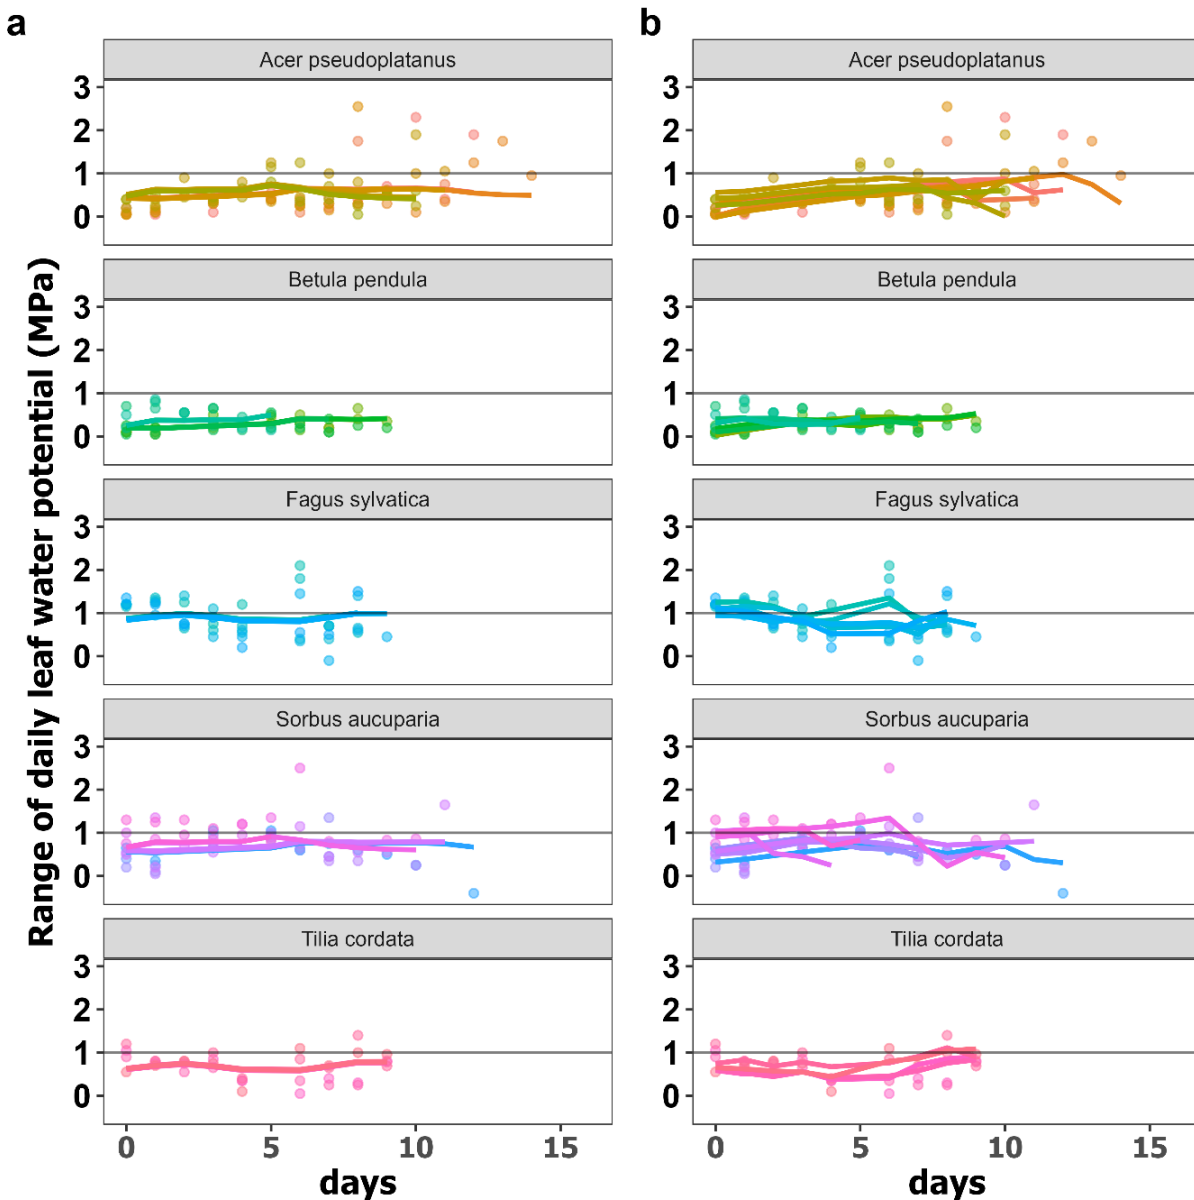 a
b
Acer pseudoplatanus
Acer pseudoplatanus
3
2
1
0
3
2
1
0
Betula pendula
Betula pendula
3
2
1
0
3
2
1
0
Fagus sylvatica
Fagus sylvatica
3
2
1
0
3
2
1
0
Sorbus aucuparia
Sorbus aucuparia
3
2
1
0
3
2
1
0
Tilia cordata
Tilia cordata
3
2
1
0
3
2
1
0
Range of daily leaf water potential (MPa)
0 5 10 15
0 5 10 15
days
days